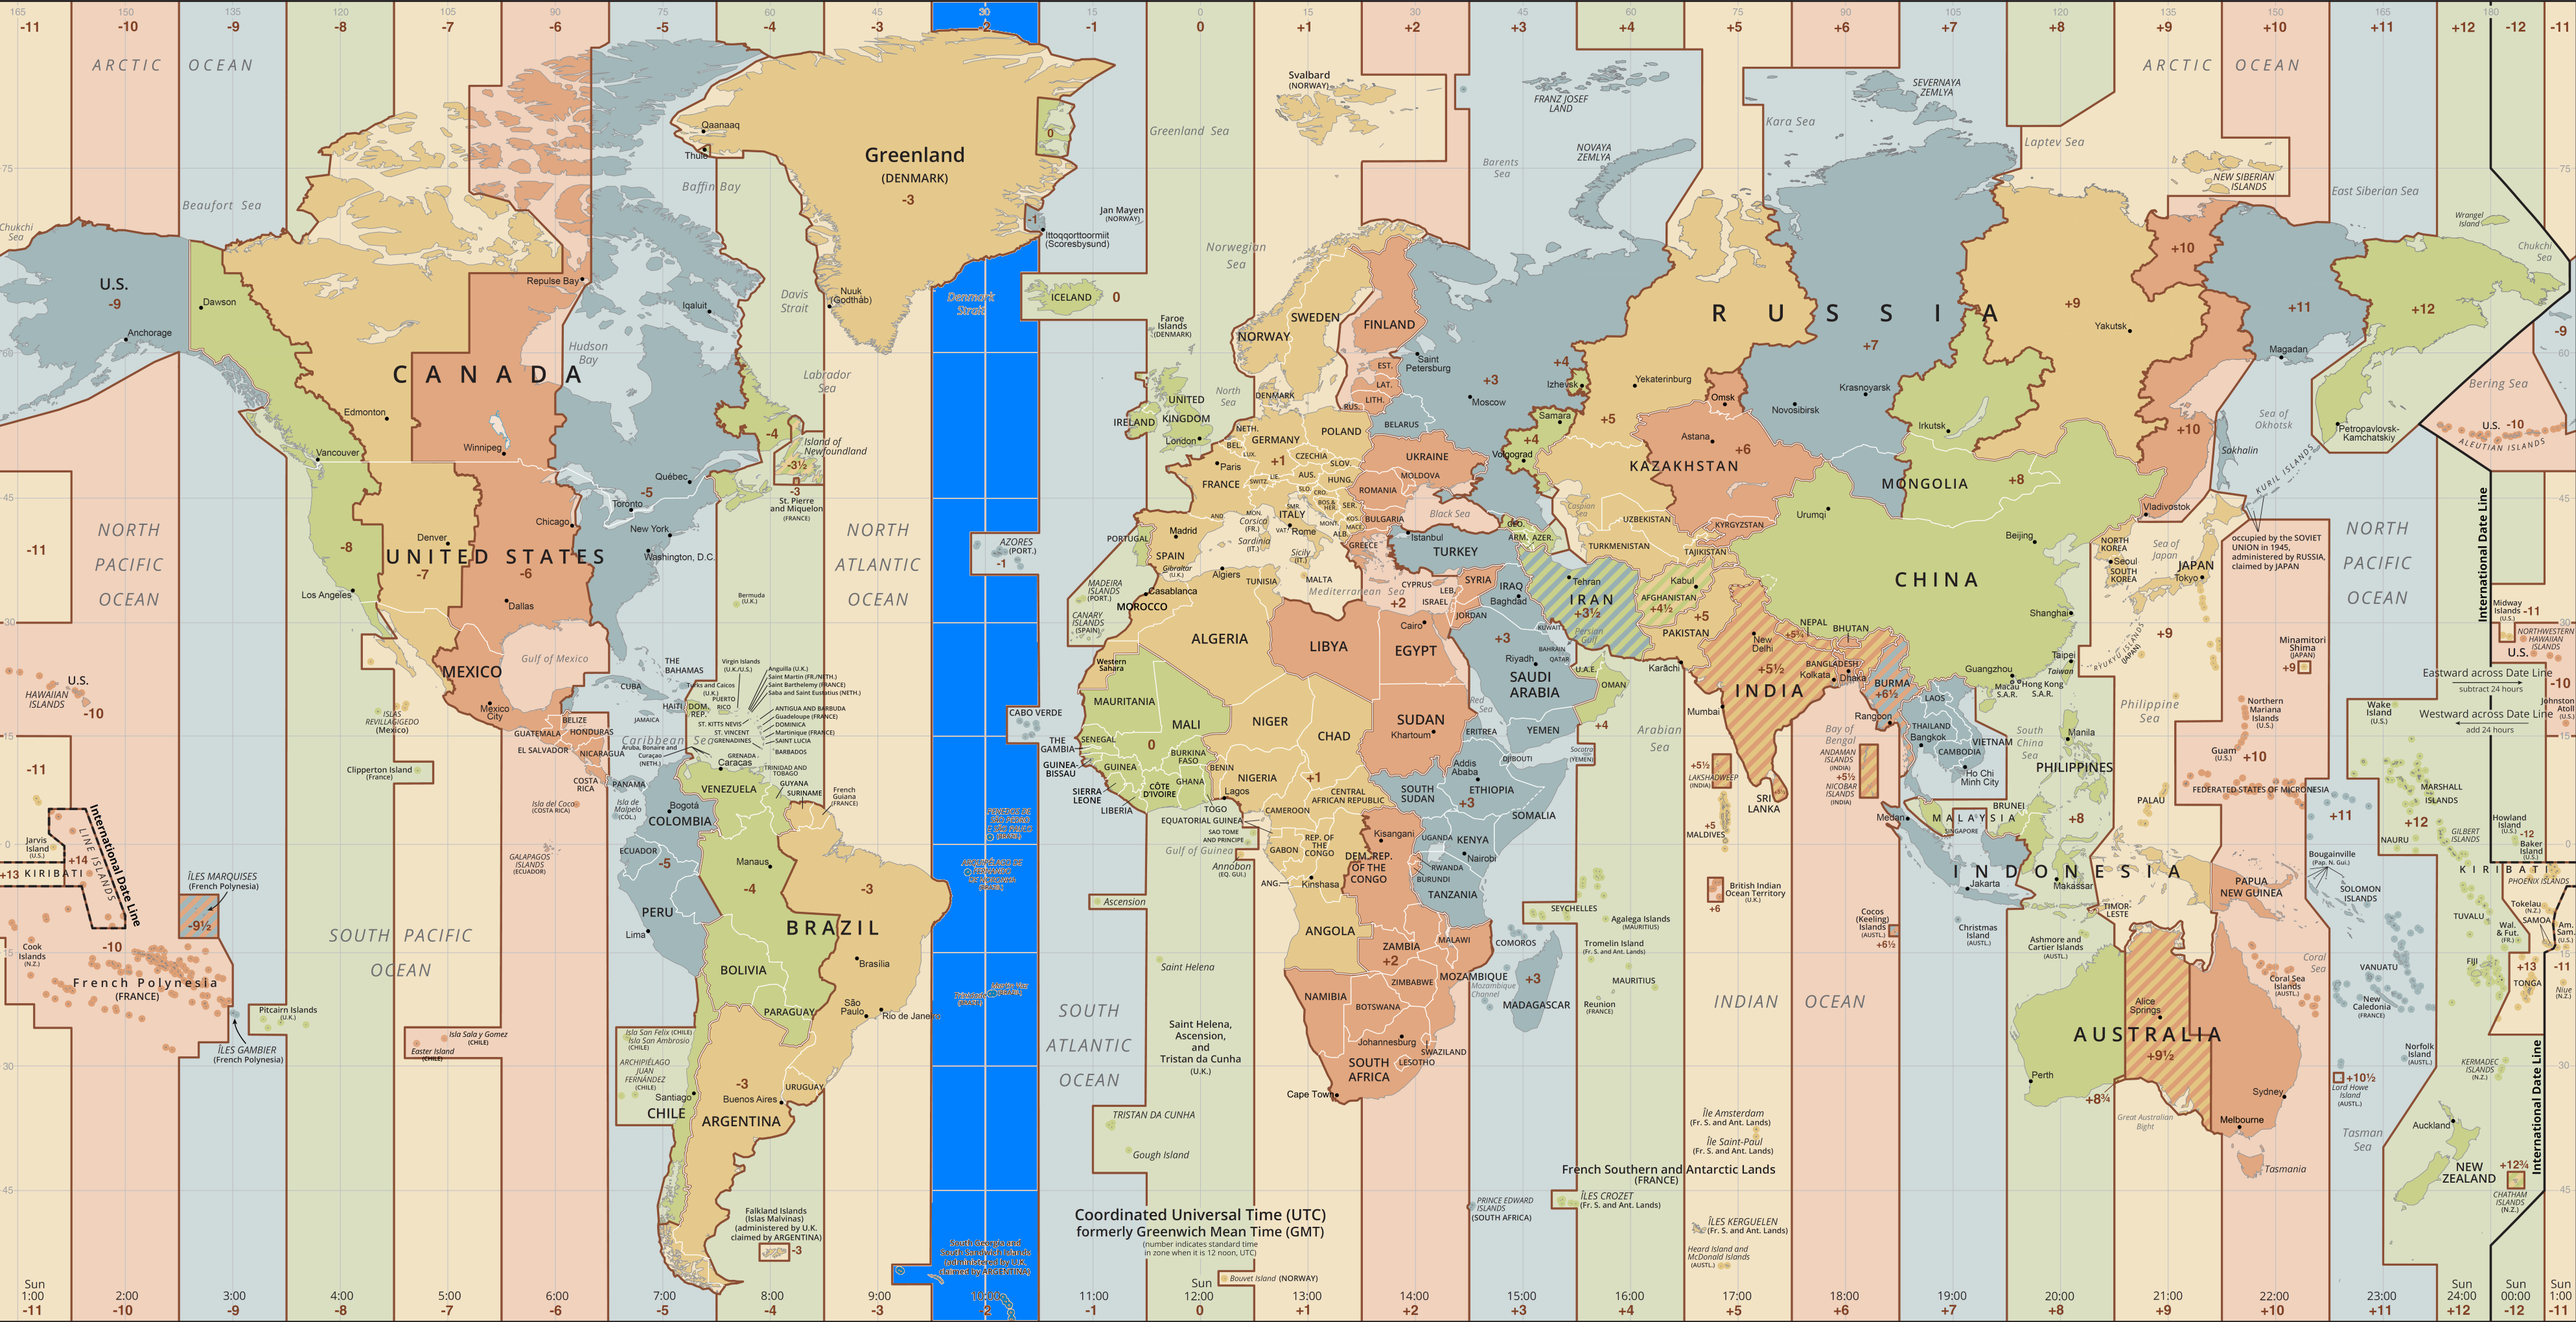 165 150 135 120 105 90 75 60 45 30 15 0 15 30 45 60 75 90 105 120 135 150 165 180
-11 -10 -9 -8 -7 -6 -5 -4 -3 -2 -1 0 +1 +2 +3 +4 +5 +6 +7 +8 +9 +10 +11 +12 -12 -11
ARCTIC OCEAN
ARCTIC OCEAN
Chukchi
Sea
Beaufort Sea
Baffin Bay
Qaanaaq
Thule
Greenland
(DENMARK)
-3
0
-1
Ittoqqortoormiit
(Scoresbysund)
Jan Mayen
(NORWAY)
Greenland Sea
Norwegian
Sea
Svalbard
(NORWAY)
Barents
Sea
FRANZ JOSEF
LAND
NOVAYA
ZEMLYA
Kara Sea
SEVERNAYA
ZEMLYA
Laptev Sea
NEW SIBERIAN
ISLANDS
East Siberian Sea
Wrangel
Island
Chukchi
Sea
U.S.
-9
Anchorage
Dawson
Repulse Bay
Iqaluit
Davis
Strait
Nuuk
(Godthåb)
Denmark
Strait
ICELAND
0
Faroe
Islands
(DENMARK)
Hudson
Bay
Labrador
Sea
CANADA
Edmonton
Winnipeg
Vancouver
-4
Island of
Newfoundland
-3½
-3
St. Pierre
and Miquelon
(FRANCE)
Québec
-5
Toronto
Chicago
New York
Washington, D.C.
-8
Denver
UNITED STATES
-7
-6
Los Angeles
Dallas
Bermuda
(U.K.)
NORTH
PACIFIC
OCEAN
-11
NORTH
ATLANTIC
OCEAN
AZORES
(PORT.)
-1
MADEIRA
ISLANDS
(PORT.)
CANARY
ISLANDS
(SPAIN)
U.S.
HAWAIIAN
ISLANDS
-10
MEXICO
Mexico
City
Gulf of Mexico
ISLAS
REVILLAGIGEDO
(Mexico)
Clipperton Island
(France)
THE
BAHAMAS
CUBA
Turks and Caicos
(U.K.)
Virgin Islands
(U.K./U.S.)
Anguilla (U.K.)
Saint Martin (FR./NETH.)
Saint Barthelemy (FRANCE)
Saba and Saint Eustatius (NETH.)
PUERTO
RICO
HAITI
DOM.
REP.
JAMAICA
ST. KITTS NEVIS
ST. VINCENT
GRENADINES
GRENADA
ANTIGUA AND BARBUDA
Guadeloupe (FRANCE)
DOMINICA
Martinique (FRANCE)
SAINT LUCIA
BARBADOS
TRINIDAD AND
TOBAGO
Caribbean Sea
Aruba, Bonaire and
Curaçao
(NETH.)
BELIZE
GUATEMALA
HONDURAS
EL SALVADOR
NICARAGUA
COSTA
RICA
PANAMA
Isla del Coco
(COSTA RICA)
Isla de
Malpelo
(COL.)
Caracas
VENEZUELA
GUYANA
SURINAME
French
Guiana
(FRANCE)
Bogotá
COLOMBIA
ECUADOR
-5
GALAPAGOS
ISLANDS
(ECUADOR)
Manaus
-4
-3
PERU
Lima
BRAZIL
BOLIVIA
Brasília
PARAGUAY
São
Paulo
Rio de Janeiro
-11
Jarvis
Island
(U.S.)
+14
LINE ISLANDS
International Date Line
+13
KIRIBATI
ÎLES MARQUISES
(French Polynesia)
-9½
-10
Cook
Islands
(N.Z.)
French Polynesia
(FRANCE)
Pitcairn Islands
(U.K.)
ÎLES GAMBIER
(French Polynesia)
SOUTH PACIFIC
OCEAN
Isla Sala y Gomez
(CHILE)
Easter Island
(CHILE)
Isla San Felix (CHILE)
Isla San Ambrosio
(CHILE)
ARCHIPIÉLAGO
JUAN
FERNÁNDEZ
(CHILE)
Santiago
CHILE
-3
URUGUAY
Buenos Aires
ARGENTINA
Falkland Islands
(Islas Malvinas)
(administered by U.K.
claimed by ARGENTINA)
-3
South Georgia and
South Sandwich Islands
(administered by U.K.
claimed by ARGENTINA)
Trindade
Martin Vaz
(BRAZIL)
CABO VERDE
Ascension
Saint Helena
SOUTH
ATLANTIC
OCEAN
Saint Helena,
Ascension,
and
Tristan da Cunha
(U.K.)
TRISTAN DA CUNHA
Gough Island
Coordinated Universal Time (UTC)
formerly Greenwich Mean Time (GMT)
(number indicates standard time
in zone when it is 12 noon, UTC)
Bouvet Island (NORWAY)
NORWAY
SWEDEN
FINLAND
EST.
LAT.
LITH.
RUS.
North
Sea
DENMARK
UNITED
KINGDOM
IRELAND
London
NETH.
BEL.
LUX.
GERMANY
POLAND
BELARUS
CZECHIA
SLOV.
+1
Paris
FRANCE
SWITZ.
LIE.
AUS.
HUNG.
SLO.
CRO.
BOS.&
HER.
SER.
MONT.
KOS.
MACE.
ALB.
ROMANIA
BULGARIA
GREECE
UKRAINE
MOLDOVA
Black Sea
AND.
MON.
SMR.
ITALY
VAT.
Rome
Corsica
(FR.)
Sardinia
(IT.)
Sicily
(IT.)
MALTA
PORTUGAL
Madrid
SPAIN
Gibraltar
(U.K.)
Algiers
TUNISIA
Mediterranean Sea
Casablanca
MOROCCO
Western
Sahara
ALGERIA
LIBYA
EGYPT
Cairo
+2
Istanbul
TURKEY
CYPRUS
LEB.
ISRAEL
SYRIA
JORDAN
IRAQ
Baghdad
+3
KUWAIT
BAHRAIN
QATAR
Riyadh
SAUDI
ARABIA
U.A.E.
OMAN
+4
YEMEN
Socotra
(YEMEN)
Red
Sea
GEO.
ARM.
AZER.
Caspian
Sea
Tehran
IRAN
+3½
Persian
Gulf
MAURITANIA
MALI
NIGER
CHAD
SUDAN
Khartoum
ERITREA
DJIBOUTI
SENEGAL
THE
GAMBIA
GUINEA-
BISSAU
GUINEA
SIERRA
LEONE
LIBERIA
CÔTE
D'IVOIRE
0
BURKINA
FASO
GHANA
TOGO
BENIN
NIGERIA
Lagos
+1
CAMEROON
CENTRAL
AFRICAN REPUBLIC
EQUATORIAL GUINEA
SAO TOME
AND PRINCIPE
Gulf of Guinea
Annobon
(EQ. GUI.)
GABON
REP. OF
THE
CONGO
Kisangani
DEM. REP.
OF THE
CONGO
ANG.
Kinshasa
SOUTH
SUDAN
Addis
Ababa
ETHIOPIA
+3
SOMALIA
UGANDA
KENYA
Nairobi
RWANDA
BURUNDI
TANZANIA
ANGOLA
ZAMBIA
+2
MALAWI
MOZAMBIQUE
Mozambique
Channel
ZIMBABWE
NAMIBIA
BOTSWANA
Johannesburg
SWAZILAND
LESOTHO
SOUTH
AFRICA
Cape Town
COMOROS
+3
MADAGASCAR
SEYCHELLES
Agalega Islands
(MAURITIUS)
Tromelin Island
(Fr. S. and Ant. Lands)
MAURITIUS
Reunion
(FRANCE)
RUSSIA
Saint
Petersburg
+3
Moscow
+4
Izhevsk
Samara
+4
Volgograd
Yekaterinburg
+5
Omsk
Novosibirsk
Krasnoyarsk
+7
Irkutsk
+9
Yakutsk
+10
+11
Magadan
+12
Petropavlovsk-
Kamchatskiy
Sea of
Okhotsk
Sakhalin
KURIL ISLANDS
+10
Vladivostok
Bering Sea
-9
U.S. -10
ALEUTIAN ISLANDS
Astana
+6
KAZAKHSTAN
UZBEKISTAN
TURKMENISTAN
KYRGYZSTAN
TAJIKISTAN
Kabul
AFGHANISTAN
+4½
+5
PAKISTAN
Karāchi
MONGOLIA
+8
Urumqi
Beijing
CHINA
Shanghai
Guangzhou
Macau
S.A.R.
Hong Kong
S.A.R.
Taipei
Taiwan
NORTH
KOREA
Seoul
SOUTH
KOREA
Sea of
Japan
JAPAN
Tokyo
RYUKYU ISLANDS
(JAPAN)
+9
occupied by the SOVIET
UNION in 1945,
administered by RUSSIA,
claimed by JAPAN
New
Delhi
NEPAL
+5¾
BHUTAN
+5½
INDIA
BANGLADESH
Kolkata
Dhaka
Mumbai
Arabian
Sea
Bay of
Bengal
BURMA
+6½
Rangoon
LAOS
THAILAND
Bangkok
VIETNAM
CAMBODIA
Ho Chi
Minh City
South
China
Sea
+5½
LAKSHADWEEP
(INDIA)
ANDAMAN
ISLANDS
(INDIA)
+5½
NICOBAR
ISLANDS
(INDIA)
SRI
LANKA
+5
MALDIVES
British Indian
Ocean Territory
(U.K.)
+6
Medan
MALAYSIA
SINGAPORE
BRUNEI
+8
Manila
PHILIPPINES
Philippine
Sea
PALAU
INDONESIA
Jakarta
Makassar
TIMOR-
LESTE
Cocos
(Keeling)
Islands
(AUSTL.)
+6½
Christmas
Island
(AUSTL.)
Ashmore and
Cartier Islands
(AUSTL.)
INDIAN OCEAN
Île Amsterdam
(Fr. S. and Ant. Lands)
Île Saint-Paul
(Fr. S. and Ant. Lands)
French Southern and Antarctic Lands
(FRANCE)
PRINCE EDWARD
ISLANDS
(SOUTH AFRICA)
ÎLES CROZET
(Fr. S. and Ant. Lands)
ÎLES KERGUELEN
(Fr. S. and Ant. Lands)
Heard Island and
McDonald Islands
(AUSTL.)
AUSTRALIA
Alice
Springs
+9½
Perth
+8¾
Great Australian
Bight
Sydney
Melbourne
Tasmania
PAPUA
NEW GUINEA
Coral
Sea
Coral Sea
Islands
(AUSTL.)
Minamitori
Shima
(JAPAN)
+9
Northern
Mariana
Islands
(U.S.)
Guam
(U.S.)
+10
FEDERATED STATES OF MICRONESIA
+11
Bougainville
(Pap. N. Gui.)
SOLOMON
ISLANDS
VANUATU
New
Caledonia
(FRANCE)
Norfolk
Island
(AUSTL.)
+10½
Lord Howe
Island
(AUSTL.)
Tasman
Sea
NORTH
PACIFIC
OCEAN
International Date Line
Midway
Islands -11
(U.S.)
NORTHWESTERN
HAWAIIAN
ISLANDS
U.S.
-10
Eastward across Date Line
subtract 24 hours
Westward across Date Line
add 24 hours
Johnston
Atoll
(U.S.)
Wake
Island
(U.S.)
MARSHALL
ISLANDS
+12
NAURU
GILBERT
ISLANDS
Howland
Island
(U.S.)
-12
Baker
Island
(U.S.)
KIRIBATI
PHOENIX ISLANDS
TUVALU
Tokelau
(N.Z.)
SAMOA
Am.
Sam.
(U.S.)
Wal.
& Fut.
(FR.)
FIJI
+13
TONGA
-11
Niue
(N.Z.)
KERMADEC
ISLANDS
(N.Z.)
International Date Line
Auckland
NEW
ZEALAND
+12¾
CHATHAM
ISLANDS
(N.Z.)
Sun Sun Sun Sun Sun
1:00 2:00 3:00 4:00 5:00 6:00 7:00 8:00 9:00 10:00 11:00 12:00 13:00 14:00 15:00 16:00 17:00 18:00 19:00 20:00 21:00 22:00 23:00 24:00 00:00 1:00
-11 -10 -9 -8 -7 -6 -5 -4 -3 -2 -1 0 +1 +2 +3 +4 +5 +6 +7 +8 +9 +10 +11 +12 -12 -11